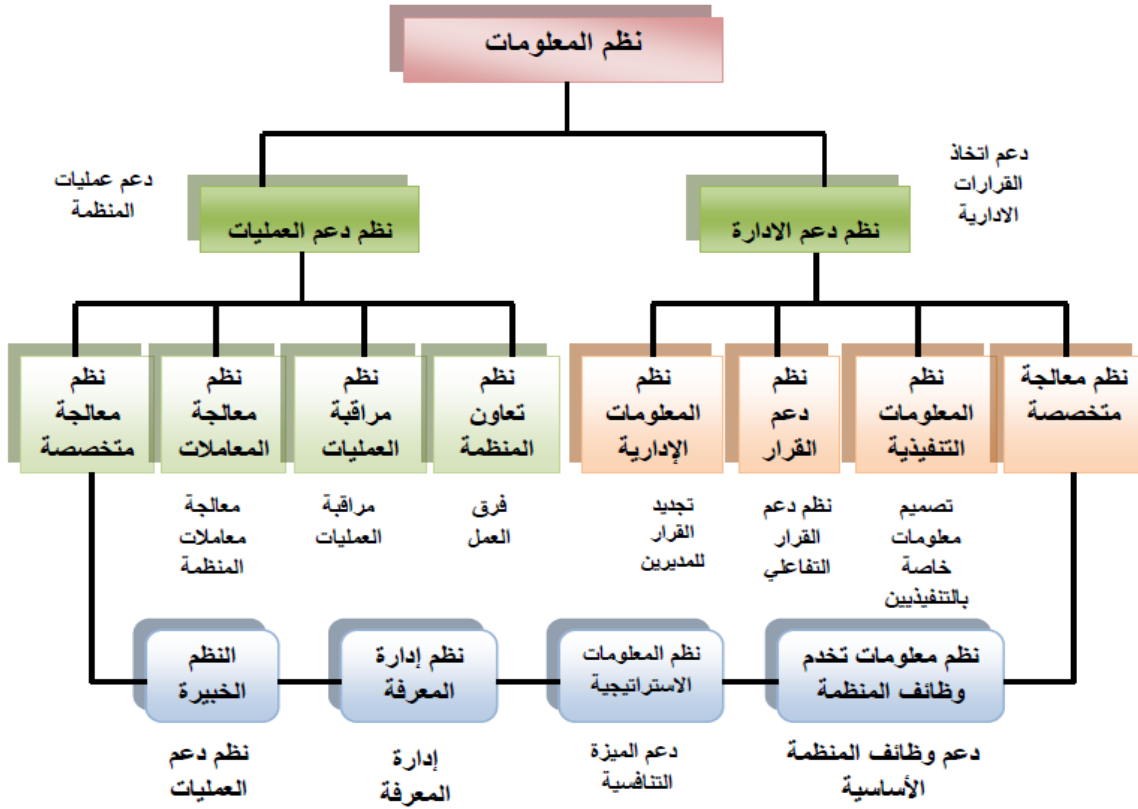 نظم المعلومات
دعم اتخاذ
القرارات
الادارية
نظم دعم الادارة
دعم عمليات
المنظمة
نظم دعم العمليات
نظم معالجة
متخصصة
نظم
المعلومات
التنفيذية
نظم
دعم
القرار
نظم
المعلومات
الإدارية
نظم
تعاون
المنظمة
نظم
مراقبة
العمليات
نظم
معالجة
المعاملات
نظم
معالجة
متخصصة
تصميم
معلومات
خاصة
بالتنفيذيين
نظم دعم
القرار
التفاعلي
تجديد
القرار
للمديرين
فرق
العمل
مراقبة
العمليات
معالجة
معاملات
المنظمة
نظم معلومات تخدم
وظائف المنظمة
نظم المعلومات
الاستراتيجية
نظم إدارة
المعرفة
النظم
الخبيرة
دعم وظائف المنظمة
الأساسية
دعم الميزة
التنافسية
إدارة
المعرفة
نظم دعم
العمليات